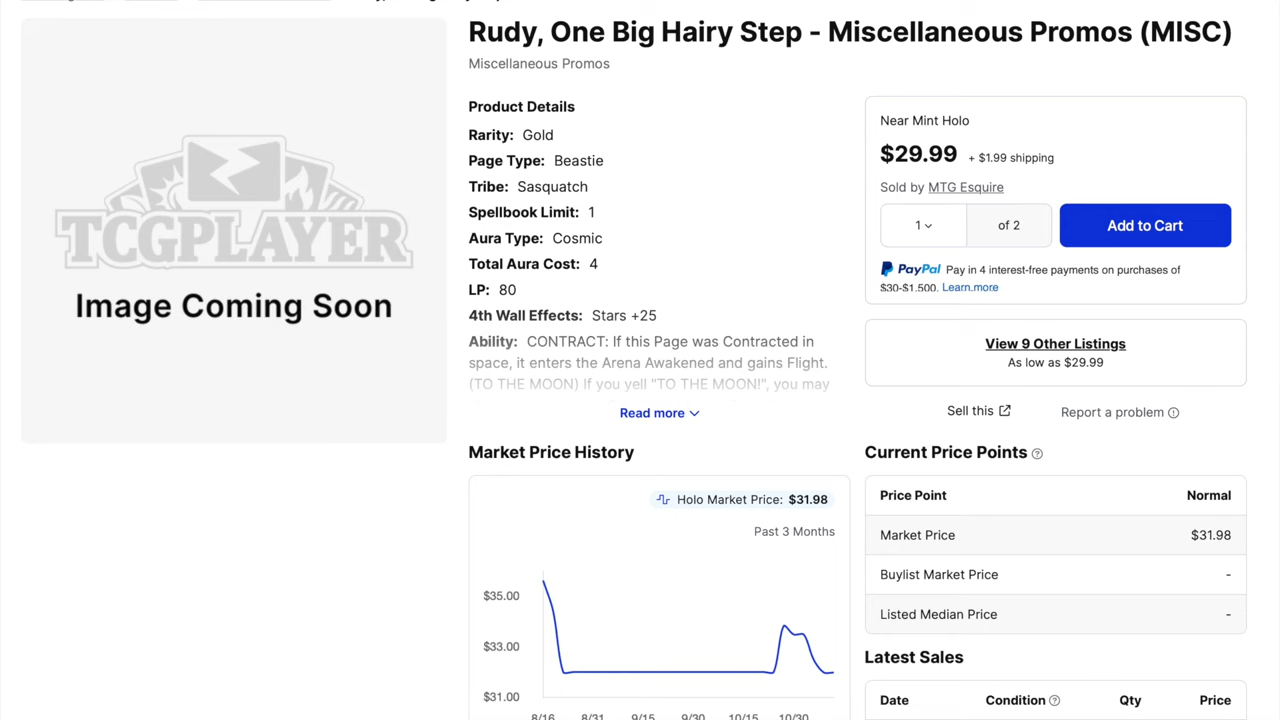 Rudy, One Big Hairy Step - Miscellaneous Promos (MISC)
Miscellaneous Promos
TCGPLAYER
Image Coming Soon
Product Details
Rarity: Gold
Page Type: Beastie
Tribe: Sasquatch
Spellbook Limit: 1
Aura Type: Cosmic
Total Aura Cost: 4
LP: 80
4th Wall Effects: Stars +25
Ability: CONTRACT: If this Page was Contracted in
space, it enters the Arena Awakened and gains Flight.
(TO THE MOON) If you yell "TO THE MOON!", you may
Read more
Near Mint Holo
$29.99 + $1.99 shipping
Sold by MTG Esquire
1 of 2 Add to Cart
PayPal Pay in 4 interest-free payments on purchases of
$30-$1,500. Learn.more
View 9 Other Listings
As low as $29.99
Sell this Report a problem
Market Price History
Holo Market Price: $31.98
Past 3 Months
$35.00
$33.00
$31.00
8/16 8/31 9/15 9/30 10/15 10/30
Current Price Points
Price Point Normal
Market Price $31.98
Buylist Market Price -
Listed Median Price -
Latest Sales
Date Condition Qty Price